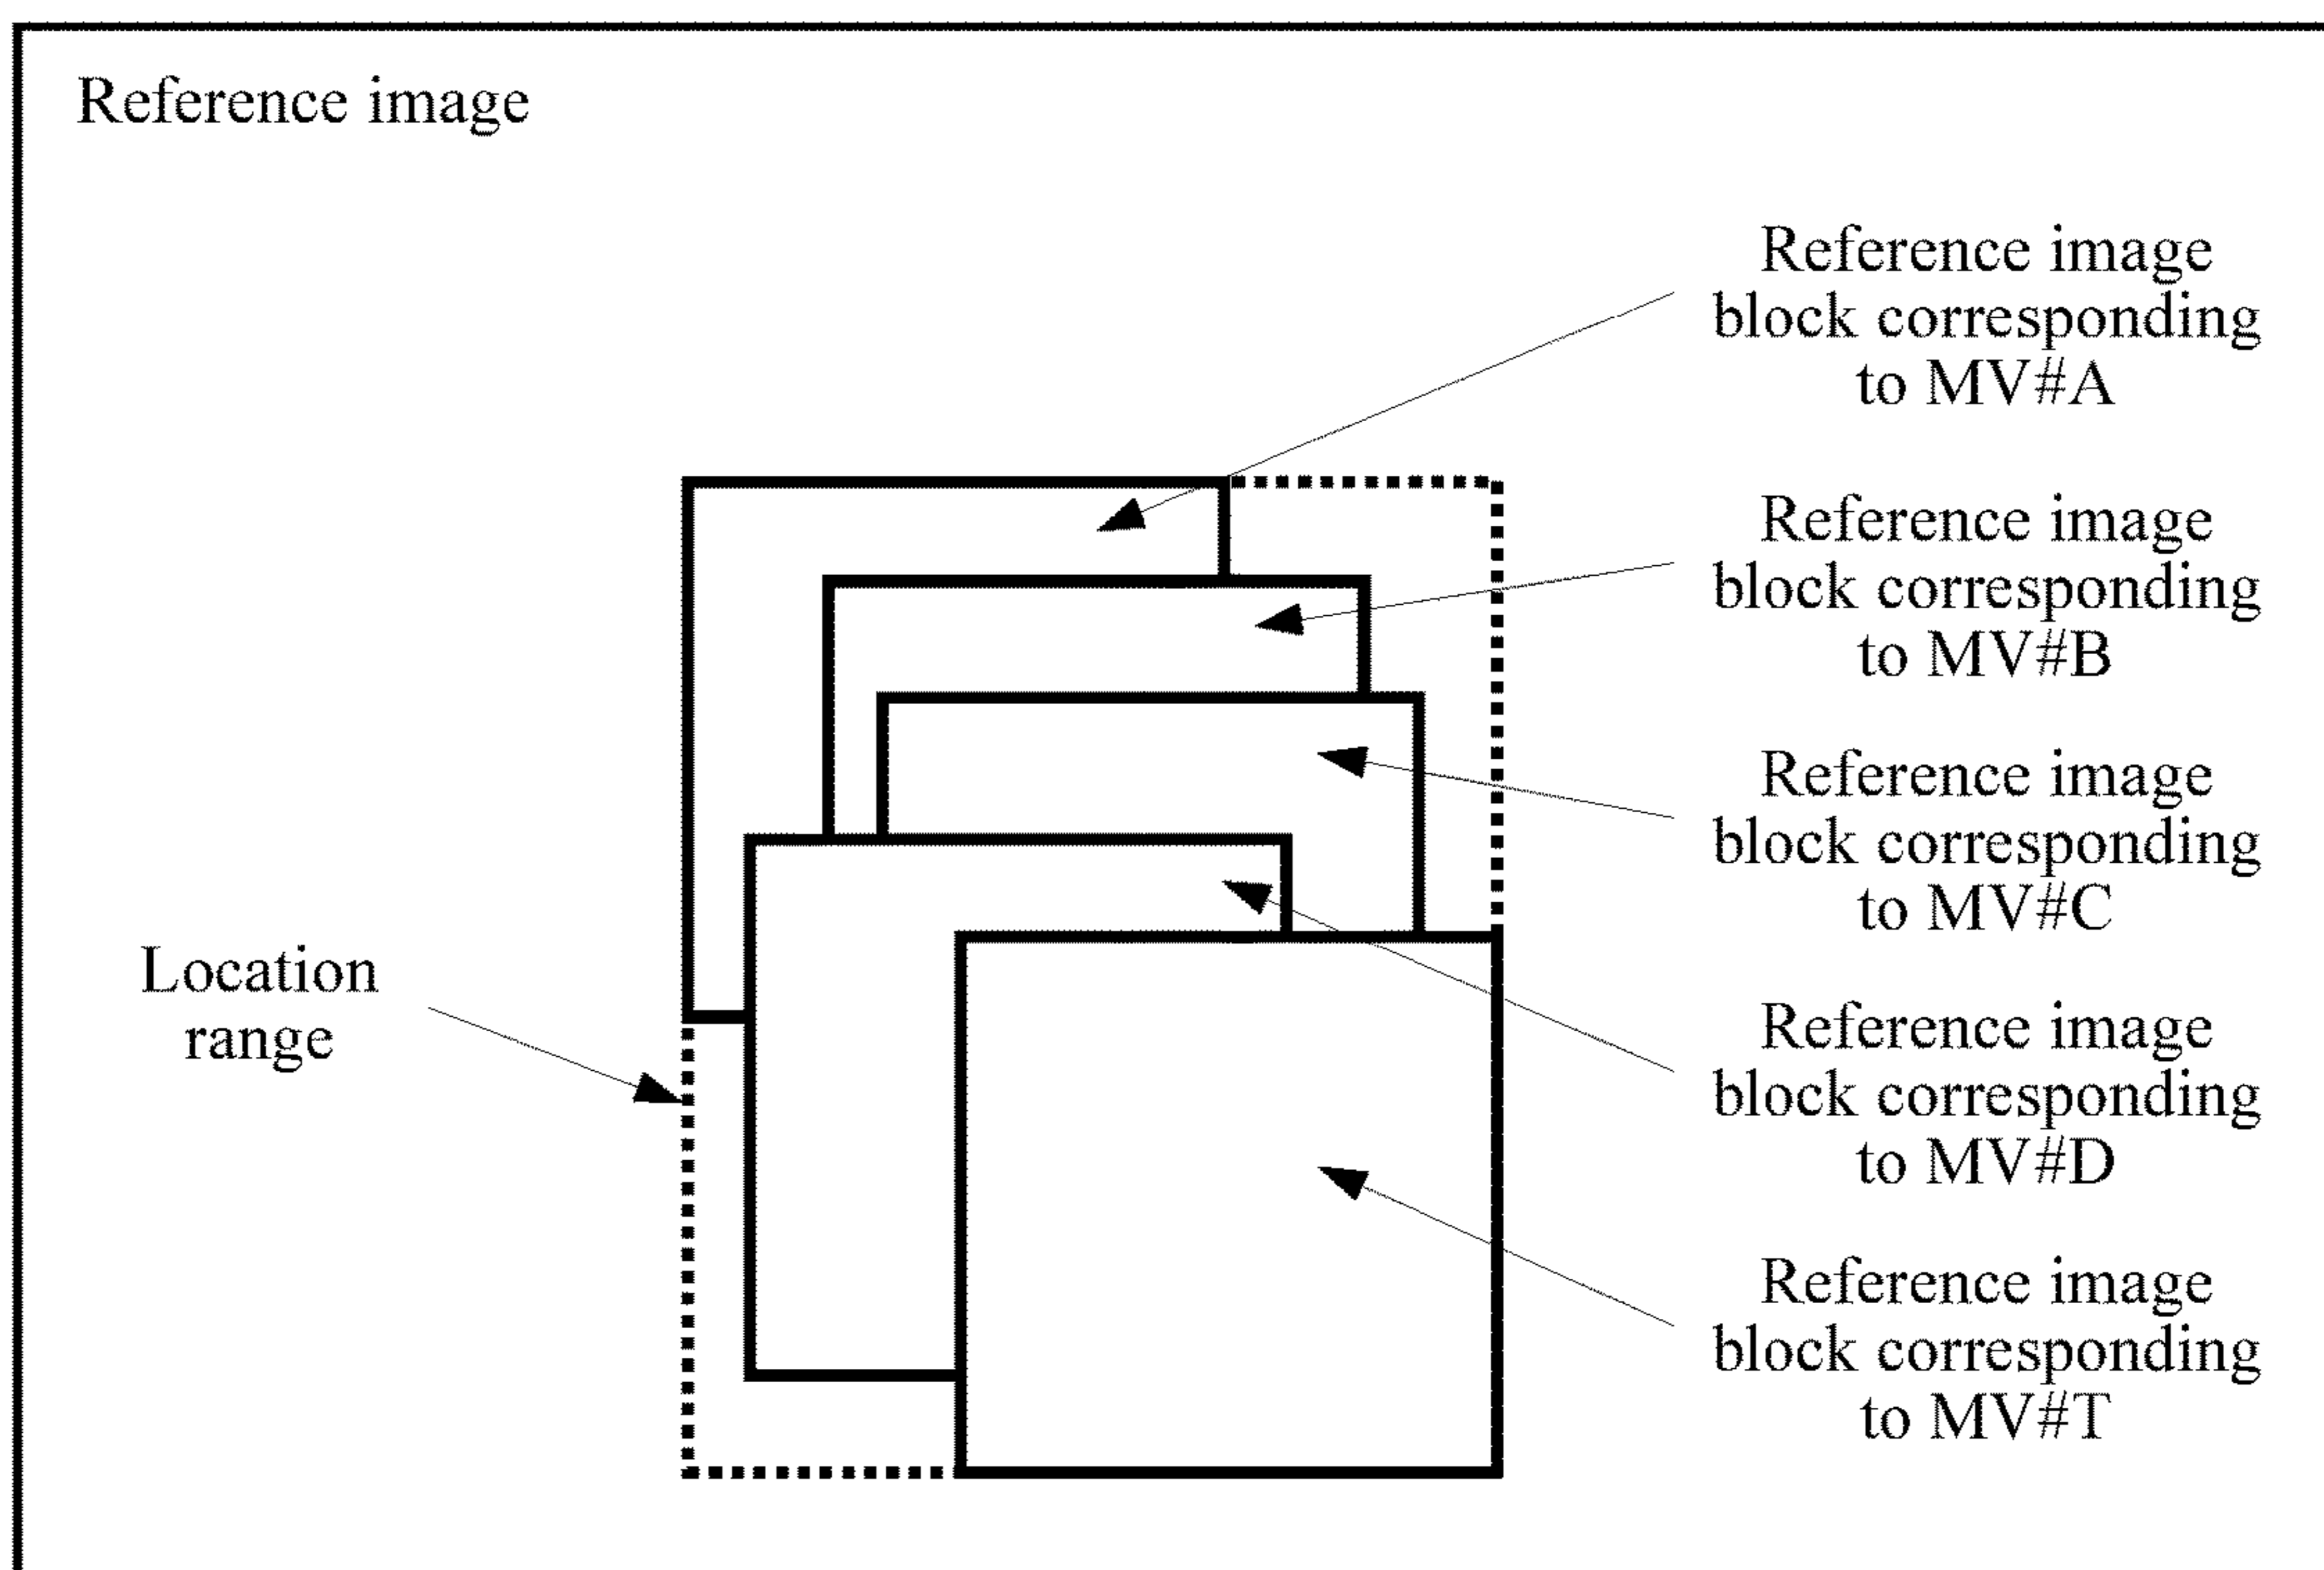 Reference image
Reference image
block corresponding
to MV#A
Reference image
block corresponding
to MV#B
Reference image
block corresponding
to MV#C
Location
range
Reference image
block corresponding
to MV#D
Reference image
block corresponding
to MV#T